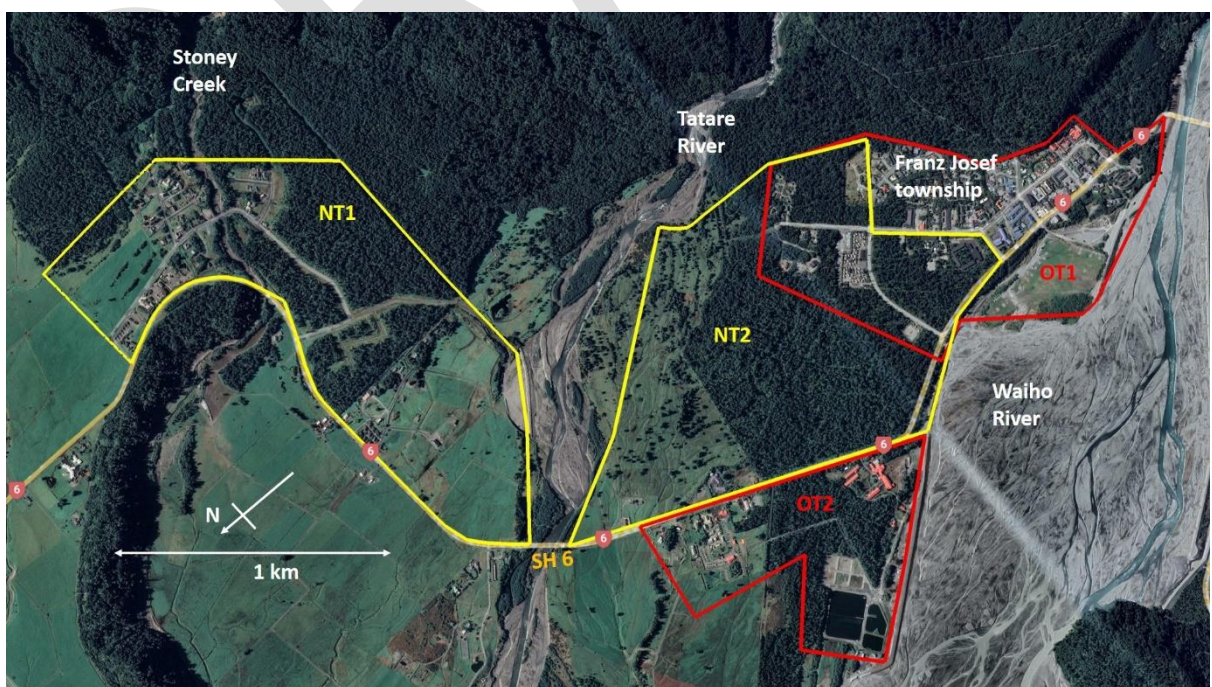 Stoney
Creek
Tatare
River
Franz Josef
township
6
6
NT1
OT1
NT2
Waiho
River
6
6
6
OT2
N
SH 6
6
1 km